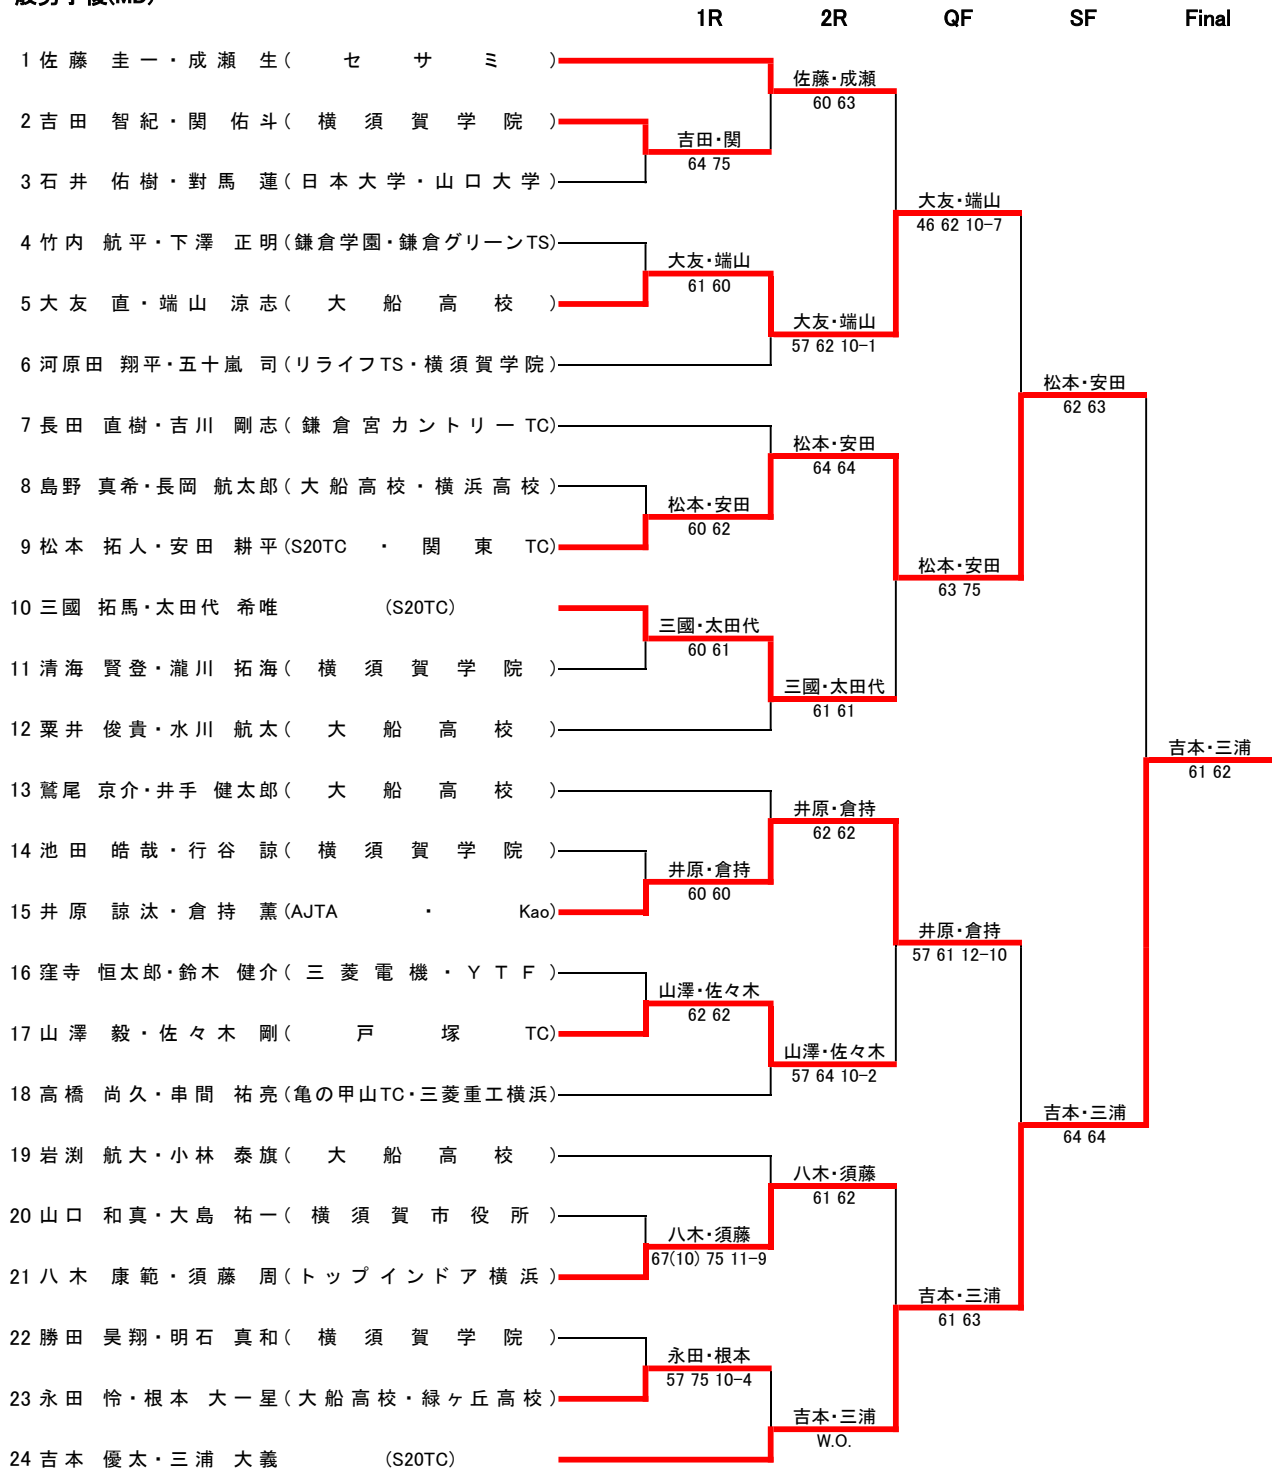 1R 2R QF SF Final
1 佐藤 圭一・成瀬 生(セサミ)
佐藤・成瀬
60 63
2 吉田 智紀・関 佑斗(横須賀学院)
吉田・関
64 75
3 石井 佑樹・對馬 蓮(日本大学・山口大学)
大友・端山
46 62 10-7
4 竹内 航平・下澤 正明(鎌倉学園・鎌倉グリーンTS)
大友・端山
61 60
5 大友 直・端山 涼志(大船高校)
大友・端山
57 62 10-1
6 河原田 翔平・五十嵐 司(リライフTS・横須賀学院)
松本・安田
62 63
7 長田 直樹・吉川 剛志(鎌倉宮カントリーTC)
松本・安田
64 64
8 島野 真希・長岡 航太郎(大船高校・横浜高校)
松本・安田
60 62
9 松本 拓人・安田 耕平(S20TC・関東TC)
松本・安田
63 75
10 三國 拓馬・太田代 希唯 (S20TC)
三國・太田代
60 61
11 清海 賢登・瀧川 拓海(横須賀学院)
三國・太田代
61 61
12 粟井 俊貴・水川 航太(大船高校)
吉本・三浦
61 62
13 鷲尾 京介・井手 健太郎(大船高校)
井原・倉持
62 62
14 池田 皓哉・行谷 諒(横須賀学院)
井原・倉持
60 60
15 井原 諒汰・倉持 薫(AJTA・Kao)
井原・倉持
57 61 12-10
16 窪寺 恒太郎・鈴木 健介(三菱電機・YTF)
山澤・佐々木
62 62
17 山澤 毅・佐々木 剛(戸塚TC)
山澤・佐々木
57 64 10-2
18 高橋 尚久・串間 祐亮(亀の甲山TC・三菱重工横浜)
吉本・三浦
64 64
19 岩渕 航大・小林 泰旗(大船高校)
八木・須藤
61 62
20 山口 和真・大島 祐一(横須賀市役所)
八木・須藤
67(10) 75 11-9
21 八木 康範・須藤 周(トップインドア横浜)
吉本・三浦
61 63
22 勝田 昊翔・明石 真和(横須賀学院)
永田・根本
57 75 10-4
23 永田 怜・根本 大一星(大船高校・緑ヶ丘高校)
吉本・三浦
W.O.
24 吉本 優太・三浦 大義 (S20TC)